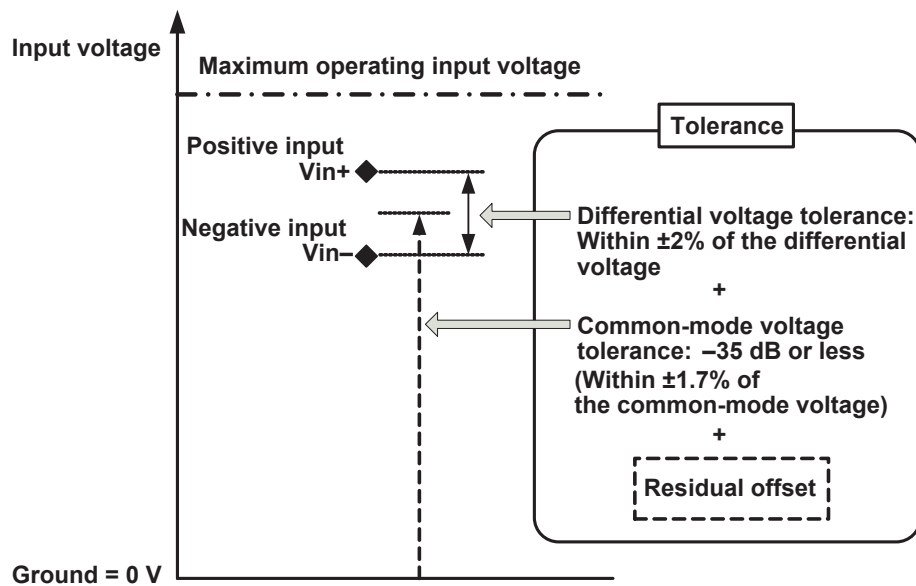 Input voltage
Maximum operating input voltage
Positive input
Vin+
Negative input
Vin–
Ground = 0 V
Tolerance
Differential voltage tolerance:
Within ±2% of the differential
voltage
+
Common-mode voltage
tolerance: –35 dB or less
(Within ±1.7% of
the common-mode voltage)
+
Residual offset